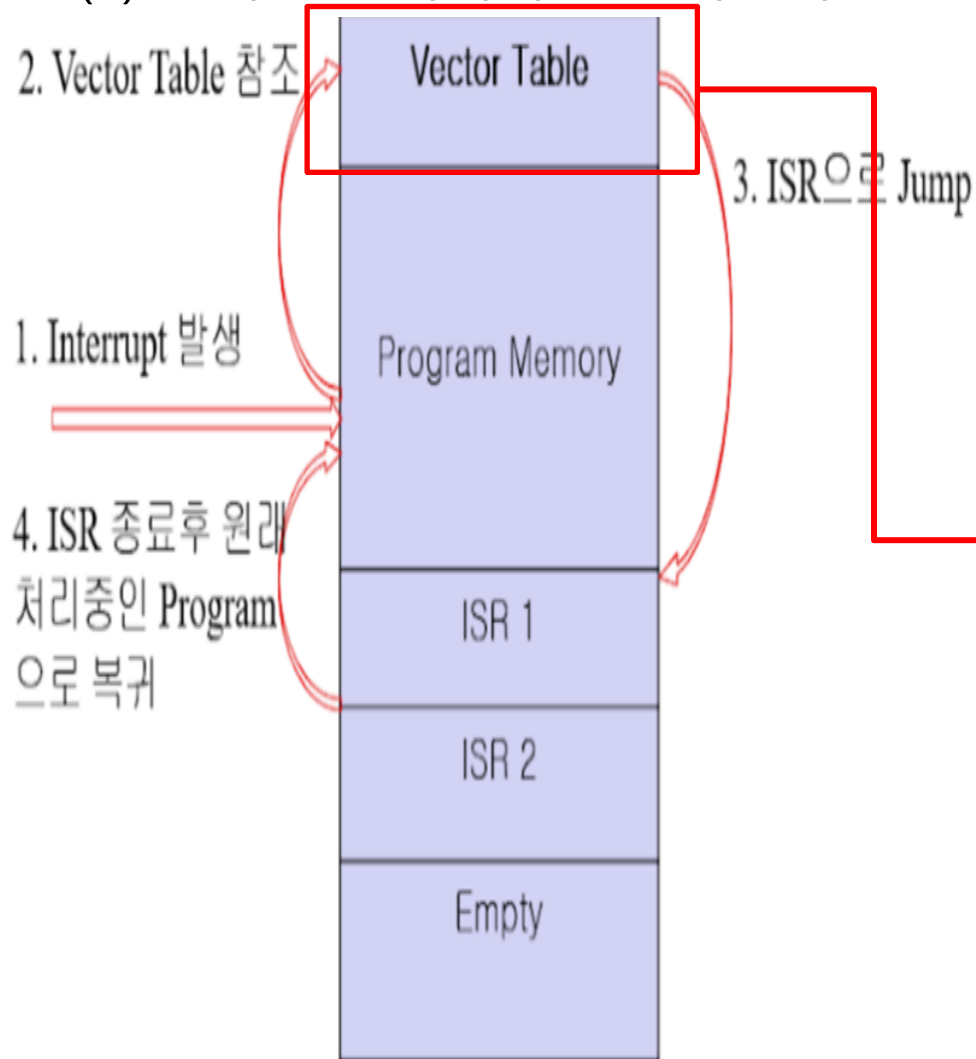 2. Vector Table 참조
Vector Table
3. ISR으로 Jump
1. Interrupt 발생
Program Memory
4. ISR 종료후 원래
처리중인 Program
으로 복귀
ISR 1
ISR 2
Empty